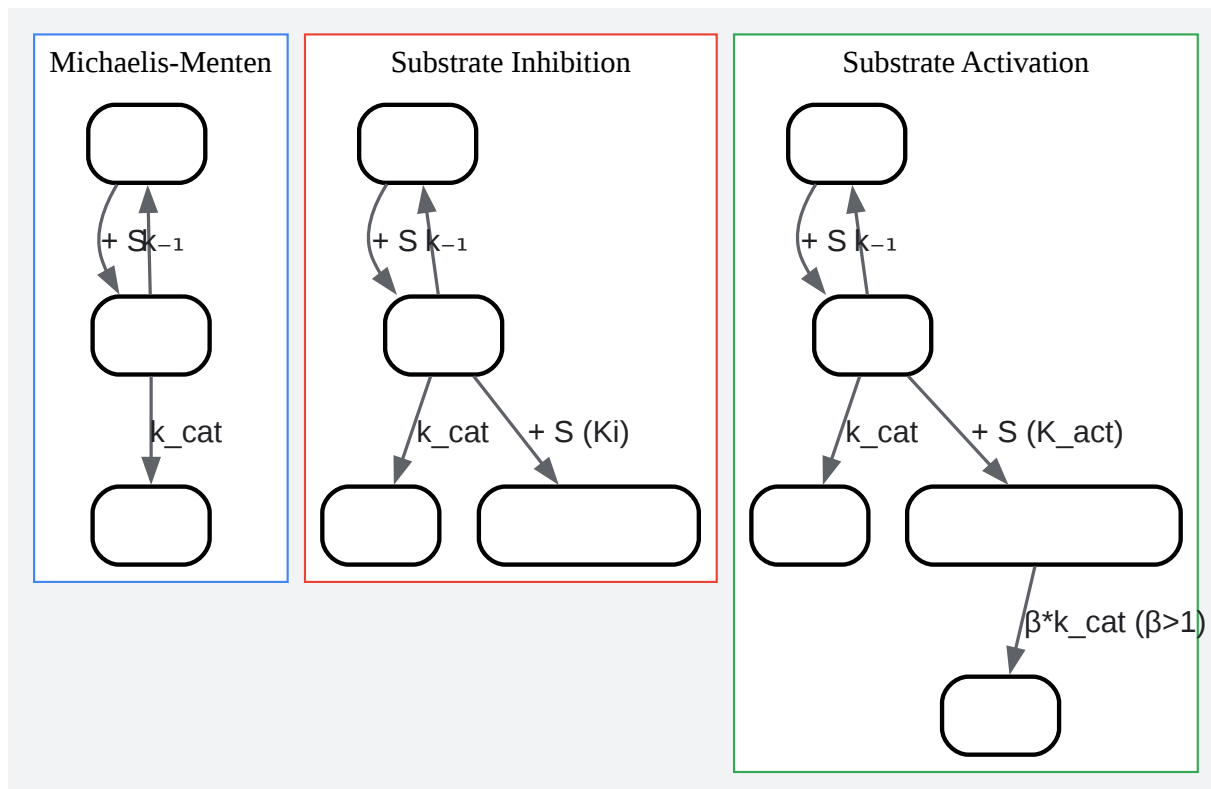 Michaelis-Menten
+ S
k₋₁
k_cat
Substrate Inhibition
+ S
k₋₁
k_cat
+ S (Ki)
Substrate Activation
+ S
k₋₁
k_cat
+ S (K_act)
β*k_cat (β>1)